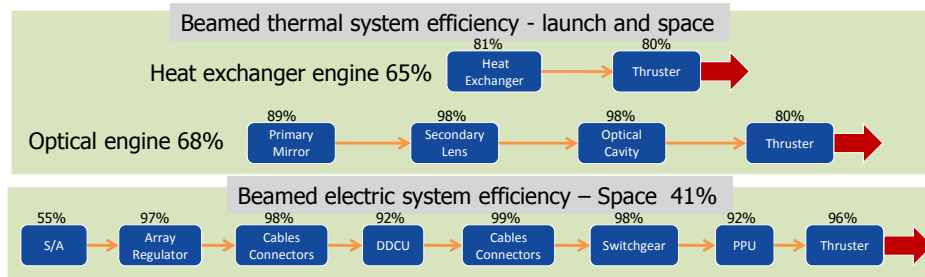 Beamed thermal system efficiency - launch and space
Heat exchanger engine 65%
81%
Heat
Exchanger
80%
Thruster
Optical engine 68%
89%
Primary
Mirror
98%
Secondary
Lens
98%
Optical
Cavity
80%
Thruster
Beamed electric system efficiency – Space 41%
55%
S/A
97%
Array
Regulator
98%
Cables
Connectors
92%
DDCU
99%
Cables
Connectors
98%
Switchgear
92%
PPU
96%
Thruster